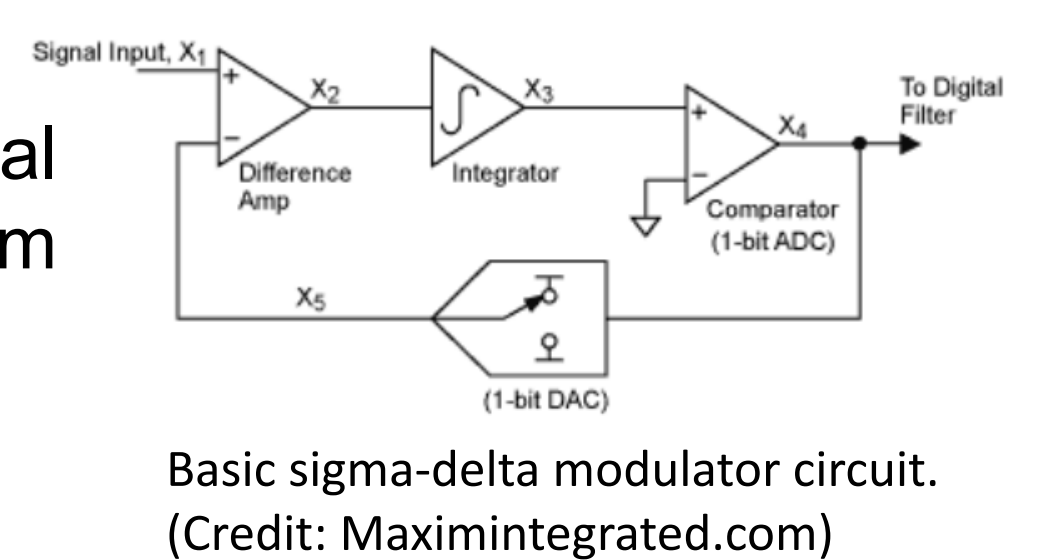 Signal Input, X1
+
X2
X3
To Digital
Filter
+
X4
al
−
Difference
Amp
∫
Integrator
−
Comparator
(1-bit ADC)
m
X5
(1-bit DAC)
Basic sigma-delta modulator circuit.
(Credit: Maximintegrated.com)